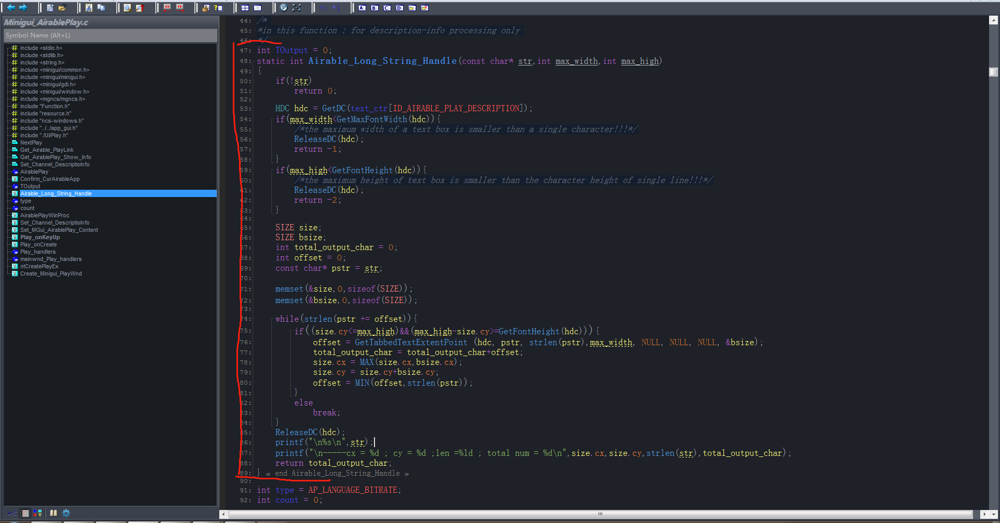 Minigui_AirablePlay.c
Symbol Name (Alt+L)
include <stdio.h>
include <stdlib.h>
include <string.h>
include <minigui/common.h>
include <minigui/minigui.h>
include <minigui/gdi.h>
include <minigui/window.h>
include <mgncs/mgncs.h>
include "Function.h"
include "resource.h"
include "ncs-windows.h"
include "../../app_gui.h"
include "./UI/Play.h"
NextPlay
Get_Airable_PlayLink
Get_AirablePlay_Show_Info
Set_Channel_DescriptioInfo
AirablePlay
Confirm_CurAirableApp
TOutput
Airable_Long_String_Handle
type
count
AirablePlayWinProc
Set_Channel_DescriptioInfo
Set_MGui_AirablePlay_Content
Play_onKeyUp
Play_onCreate
Play_handlers
mainwnd_Play_handlers
ntCreatePlayEx
Create_Minigui_PlayWnd
44: /*
45: *in this function : for description-info processing only
46: */
47: int TOutput = 0;
48: static int Airable_Long_String_Handle(const char* str,int max_width,int max_high)
49: {
50: if(!str)
51: return 0;
52:
53: HDC hdc = GetDC(text_ctr[ID_AIRABLE_PLAY_DESCRIPTION]);
54: if(max_width<GetMaxFontWidth(hdc)){
55: /*the maximum width of a text box is smaller than a single character!!!*/
56: ReleaseDC(hdc);
57: return -1;
58: }
59: if(max_high<GetFontHeight(hdc)){
60: /*the maximum height of text box is smaller than the character height of single line!!!*/
61: ReleaseDC(hdc);
62: return -2;
63: }
64:
65: SIZE size;
66: SIZE bsize;
67: int total_output_char = 0;
68: int offset = 0;
69: const char* pstr = str;
70:
71: memset(&size,0,sizeof(SIZE));
72: memset(&bsize,0,sizeof(SIZE));
73:
74: while(strlen(pstr += offset)){
75: if((size.cy<=max_high)&&(max_high-size.cy>=GetFontHeight(hdc))){
76: offset = GetTabbedTextExtentPoint (hdc, pstr, strlen(pstr),max_width, NULL, NULL, NULL, &bsize);
77: total_output_char = total_output_char+offset;
78: size.cx = MAX(size.cx,bsize.cx);
79: size.cy = size.cy+bsize.cy;
80: offset = MIN(offset,strlen(pstr));
81: }
82: else
83: break;
84: }
85: ReleaseDC(hdc);
86: printf("\n%s\n",str);
87: printf("\n-----cx = %d ; cy = %d ;len =%ld ; total num = %d\n",size.cx,size.cy,strlen(str),total_output_char);
88: return total_output_char;
89: } « end Airable_Long_String_Handle »
90:
91: int type = AP_LANGUAGE_BITRATE;
92: int count = 0;